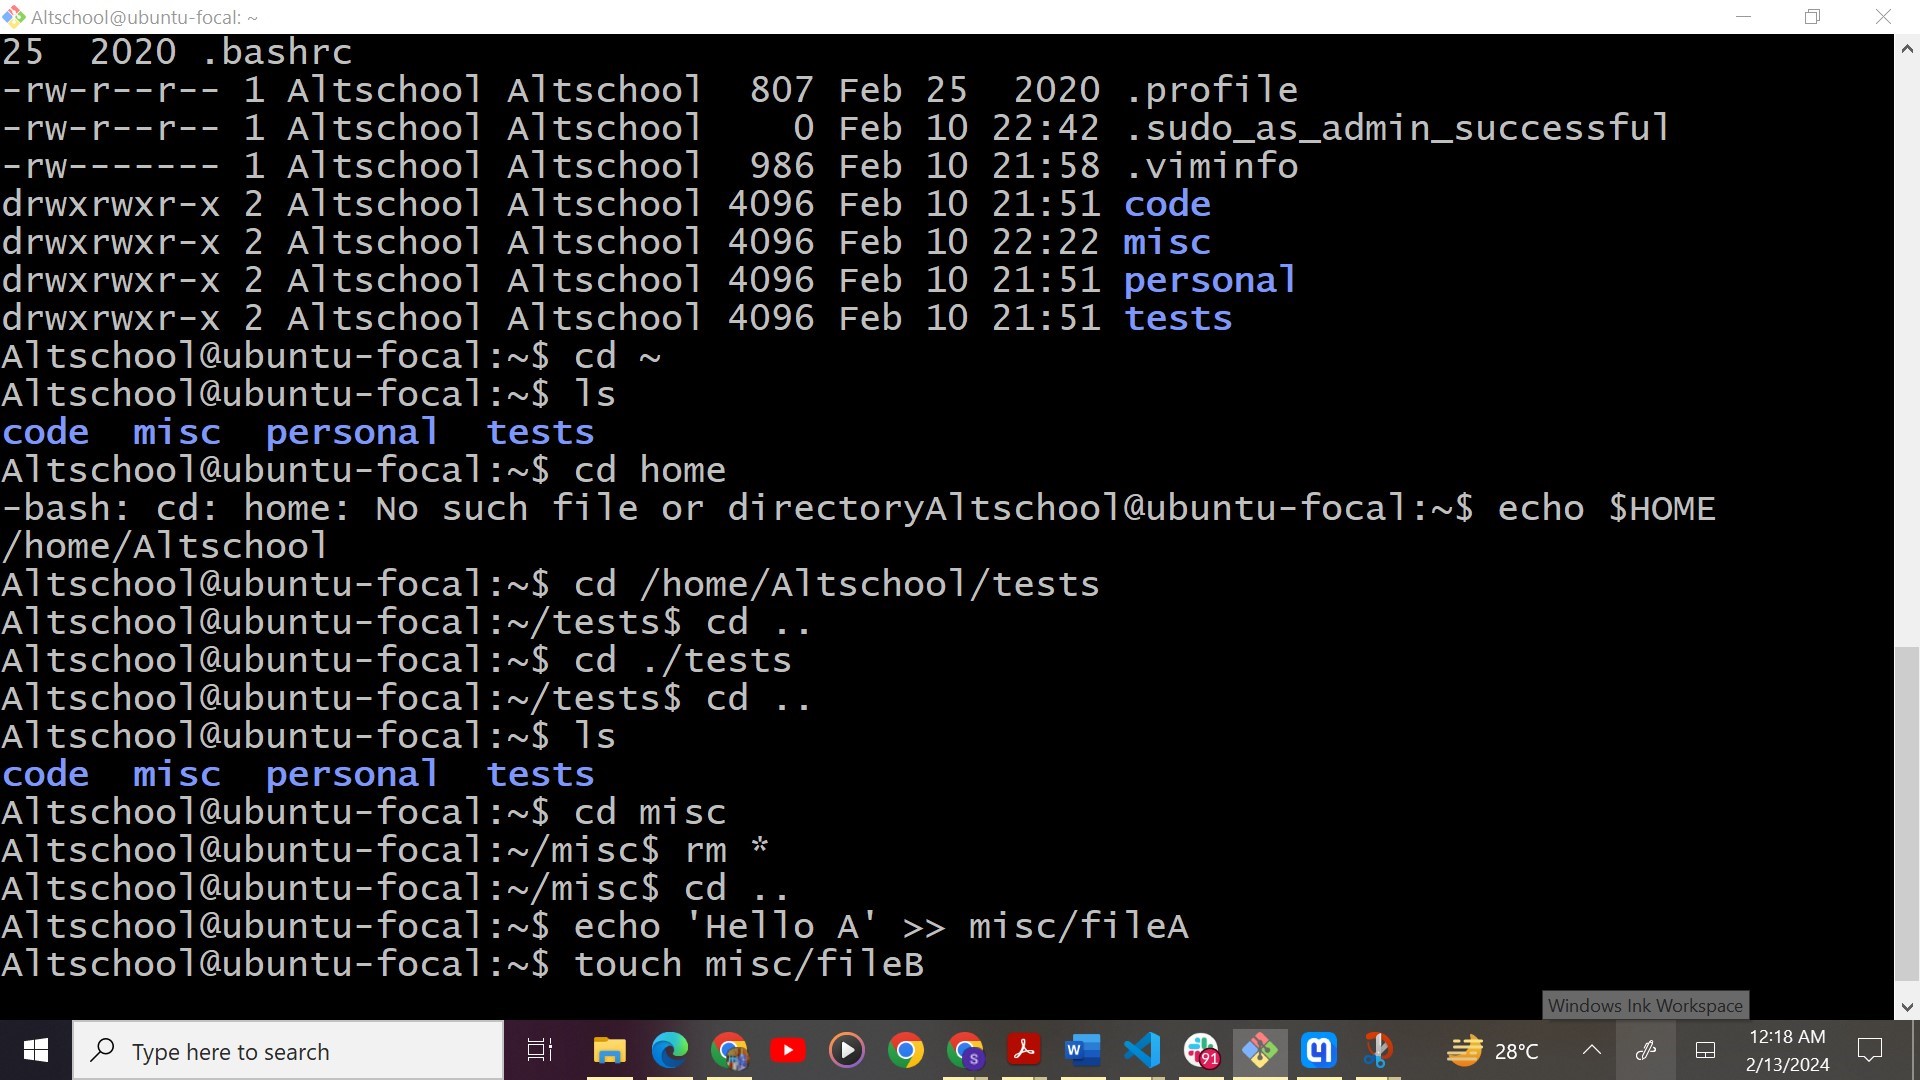 Altschool@ubuntu-focal: ~
25  2020 .bashrc
-rw-r--r-- 1 Altschool Altschool  807 Feb 25  2020 .profile
-rw-r--r-- 1 Altschool Altschool    0 Feb 10 22:42 .sudo_as_admin_successful
-rw------- 1 Altschool Altschool  986 Feb 10 21:58 .viminfo
drwxrwxr-x 2 Altschool Altschool 4096 Feb 10 21:51 code
drwxrwxr-x 2 Altschool Altschool 4096 Feb 10 22:22 misc
drwxrwxr-x 2 Altschool Altschool 4096 Feb 10 21:51 personal
drwxrwxr-x 2 Altschool Altschool 4096 Feb 10 21:51 tests
Altschool@ubuntu-focal:~$ cd ~
Altschool@ubuntu-focal:~$ ls
code  misc  personal  tests
Altschool@ubuntu-focal:~$ cd home
-bash: cd: home: No such file or directoryAltschool@ubuntu-focal:~$ echo $HOME
/home/Altschool
Altschool@ubuntu-focal:~$ cd /home/Altschool/tests
Altschool@ubuntu-focal:~/tests$ cd ..
Altschool@ubuntu-focal:~$ cd ./tests
Altschool@ubuntu-focal:~/tests$ cd ..
Altschool@ubuntu-focal:~$ ls
code  misc  personal  tests
Altschool@ubuntu-focal:~$ cd misc
Altschool@ubuntu-focal:~/misc$ rm *
Altschool@ubuntu-focal:~/misc$ cd ..
Altschool@ubuntu-focal:~$ echo 'Hello A' >> misc/fileA
Altschool@ubuntu-focal:~$ touch misc/fileB
Windows Ink Workspace
Type here to search
S
W
91
28°C
12:18 AM
2/13/2024